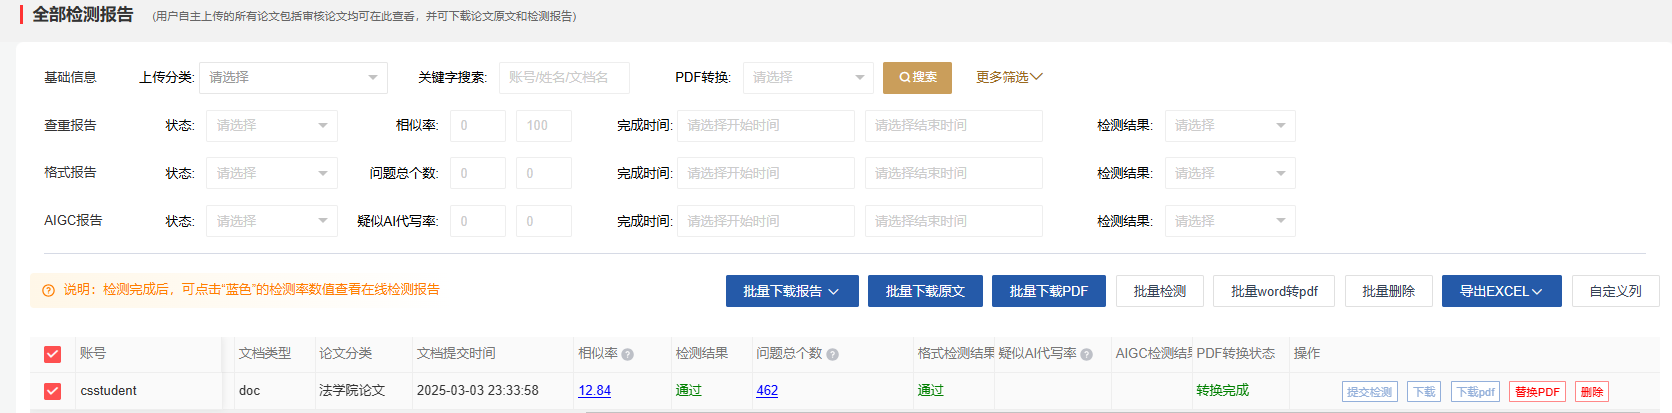 全部检测报告 (用户自主上传的所有论文包括审核论文均可在此查看，并可下载论文原文和检测报告)
基础信息 上传分类: 请选择 关键字搜索: 账号/姓名/文档名 PDF转换: 请选择 搜索 更多筛选
查重报告 状态: 请选择 相似率: 0 100 完成时间: 请选择开始时间 请选择结束时间 检测结果: 请选择
格式报告 状态: 请选择 问题总个数: 0 0 完成时间: 请选择开始时间 请选择结束时间 检测结果: 请选择
AIGC报告 状态: 请选择 疑似AI代写率: 0 0 完成时间: 请选择开始时间 请选择结束时间 检测结果: 请选择
说明：检测完成后，可点击“蓝色”的检测率数值查看在线检测报告 批量下载报告 批量下载原文 批量下载PDF 批量检测 批量word转pdf 批量删除 导出EXCEL 自定义列
账号 文档类型 论文分类 文档提交时间 相似率 检测结果 问题总个数 格式检测结果 疑似AI代写率 AIGC检测结 PDF转换状态 操作
csstudent doc 法学院论文 2025-03-03 23:33:58 12.84 通过 462 通过 转换完成 提交检测 下载 下载pdf 替换PDF 删除